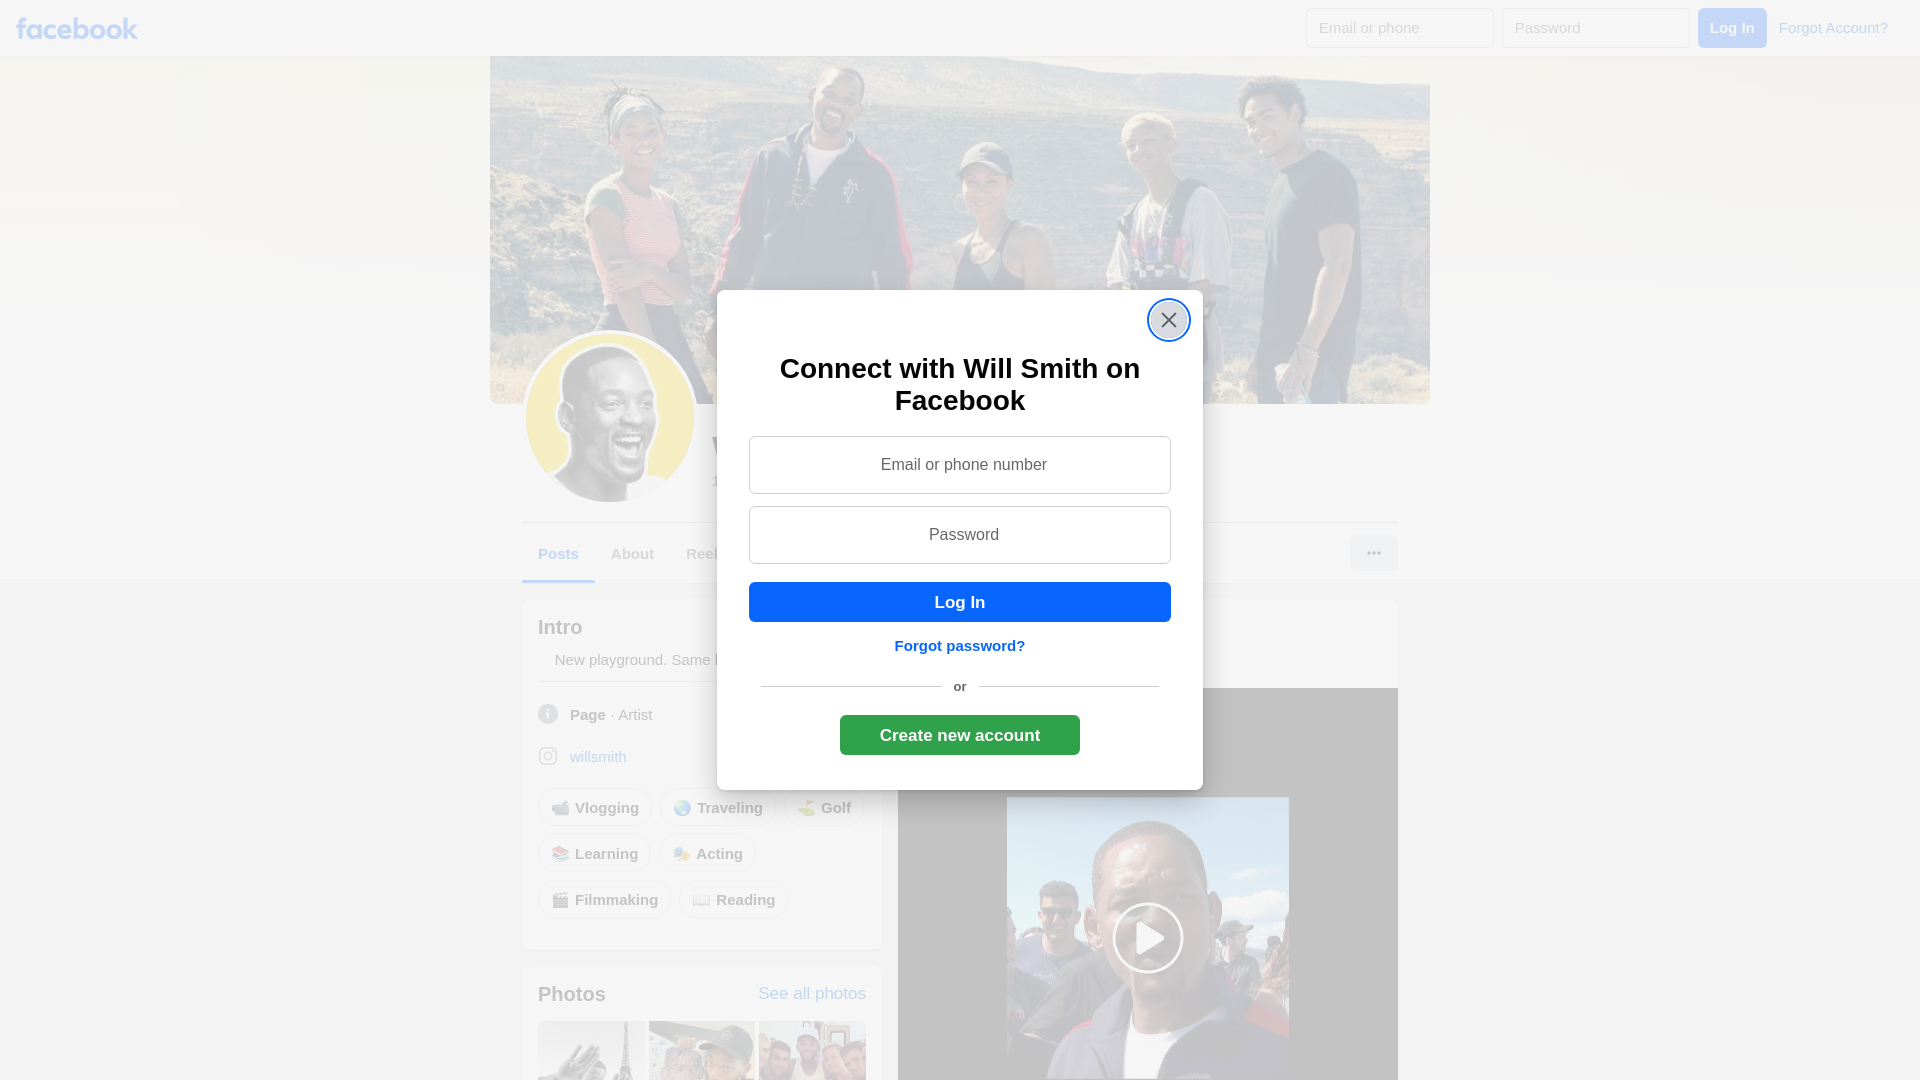 facebook
Email or phone
Password
Log In
Forgot Account?
Connect with Will Smith on
Facebook
Email or phone number
Password
Log In
Forgot password?
or
Create new account
Posts
About
Intro
New playground. Same
Page · Artist
willsmith
Vlogging
Traveling
Golf
Learning
Acting
Filmmaking
Reading
Photos
See all photos